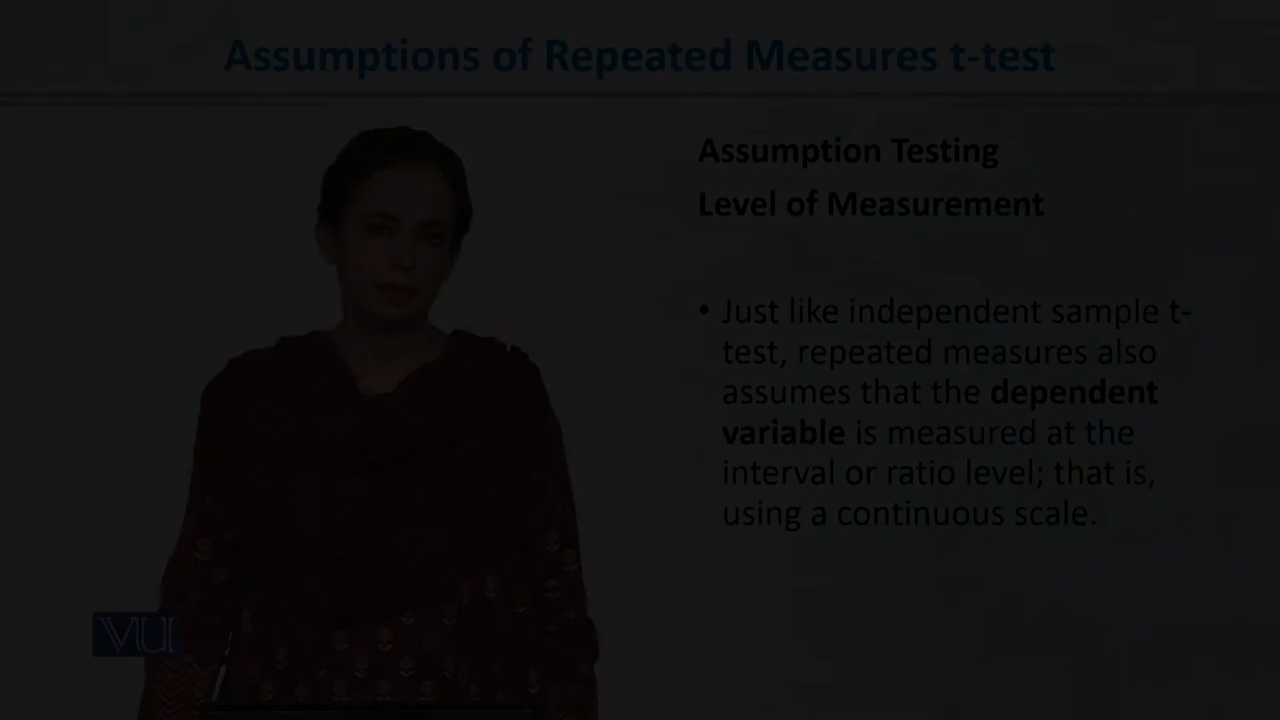 Assumptions of Repeated Measures t-test
Assumption Testing
Level of Measurement
• Just like independent sample t-
test, repeated measures also
assumes that the dependent
variable is measured at the
interval or ratio level; that is,
using a continuous scale.
VU